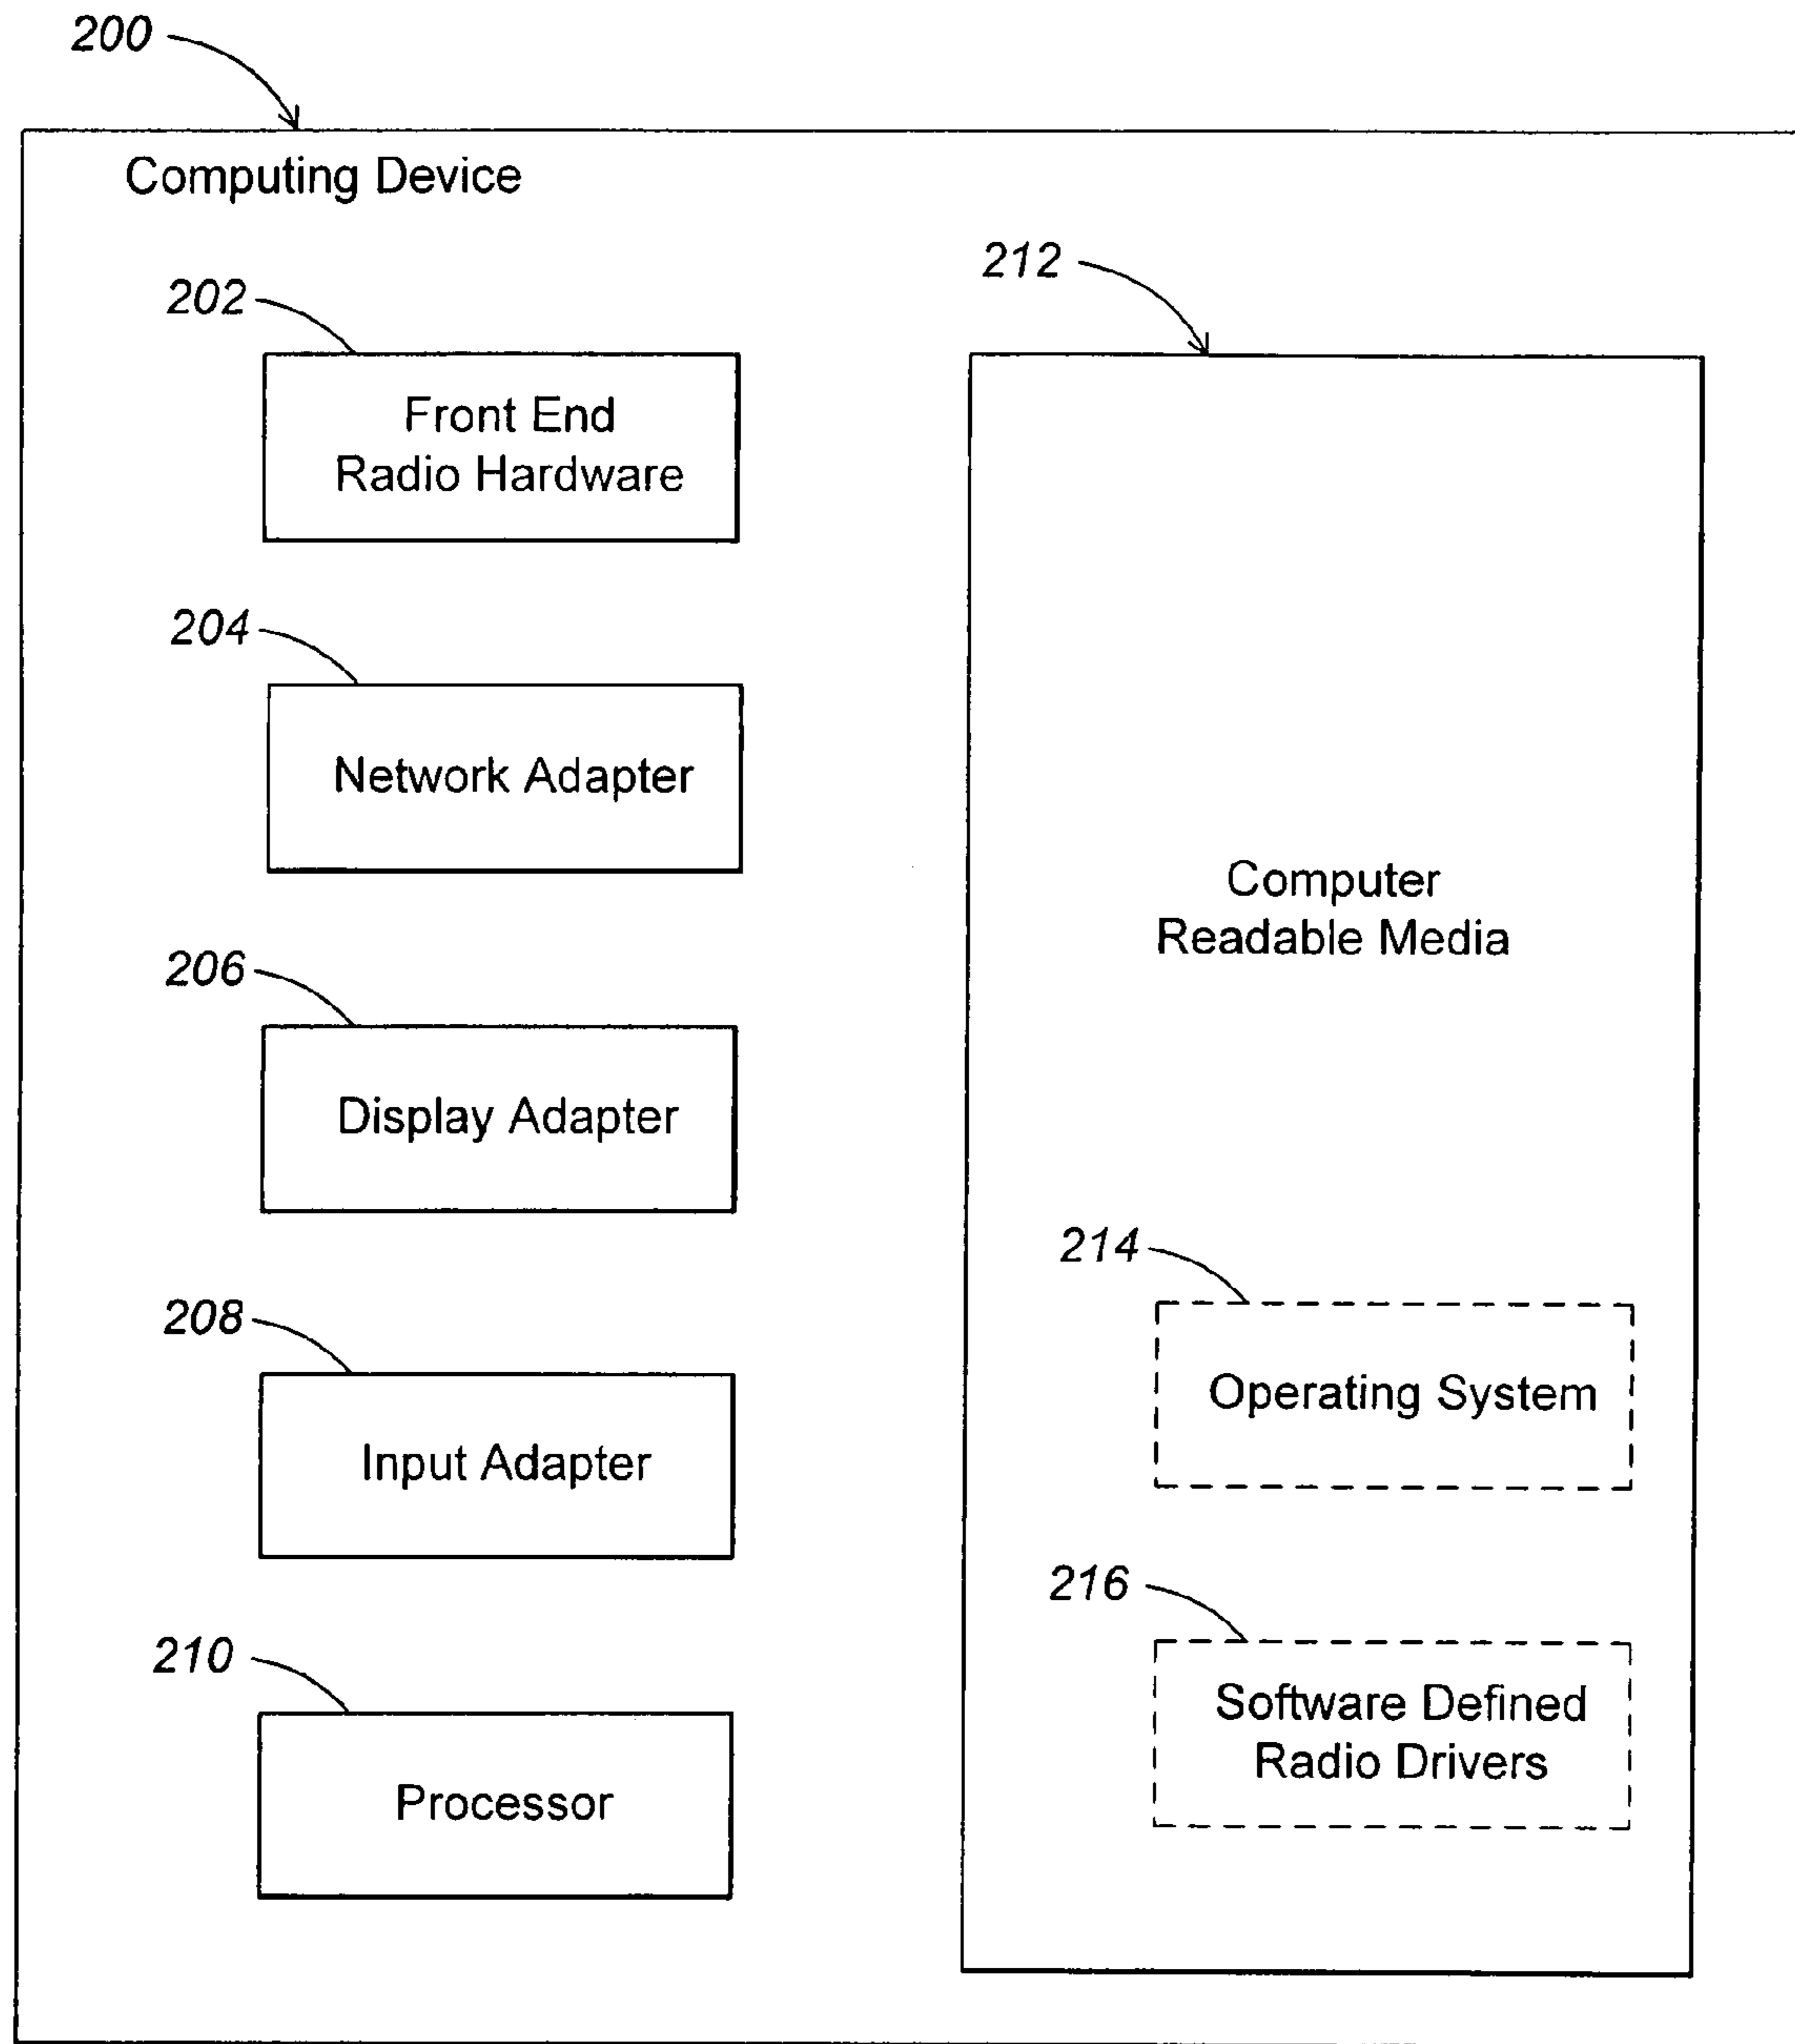 200
Computing Device
202
Front End
Radio Hardware
204
Network Adapter
206
Display Adapter
208
Input Adapter
210
Processor
212
Computer
Readable Media
214
Operating System
216
Software Defined
Radio Drivers